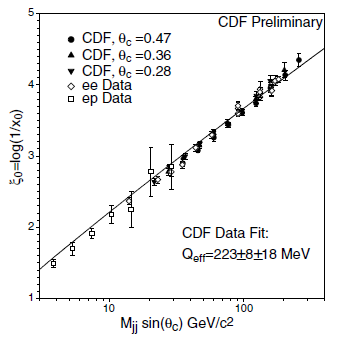 CDF Preliminary
CDF, θc =0.47
CDF, θc =0.36
CDF, θc =0.28
ee Data
ep Data
CDF Data Fit:
Qeff=223±8±18 MeV
ξ0=log(1/x0)
5
4
3
2
1
10
100
Mjj sin(θc) GeV/c2